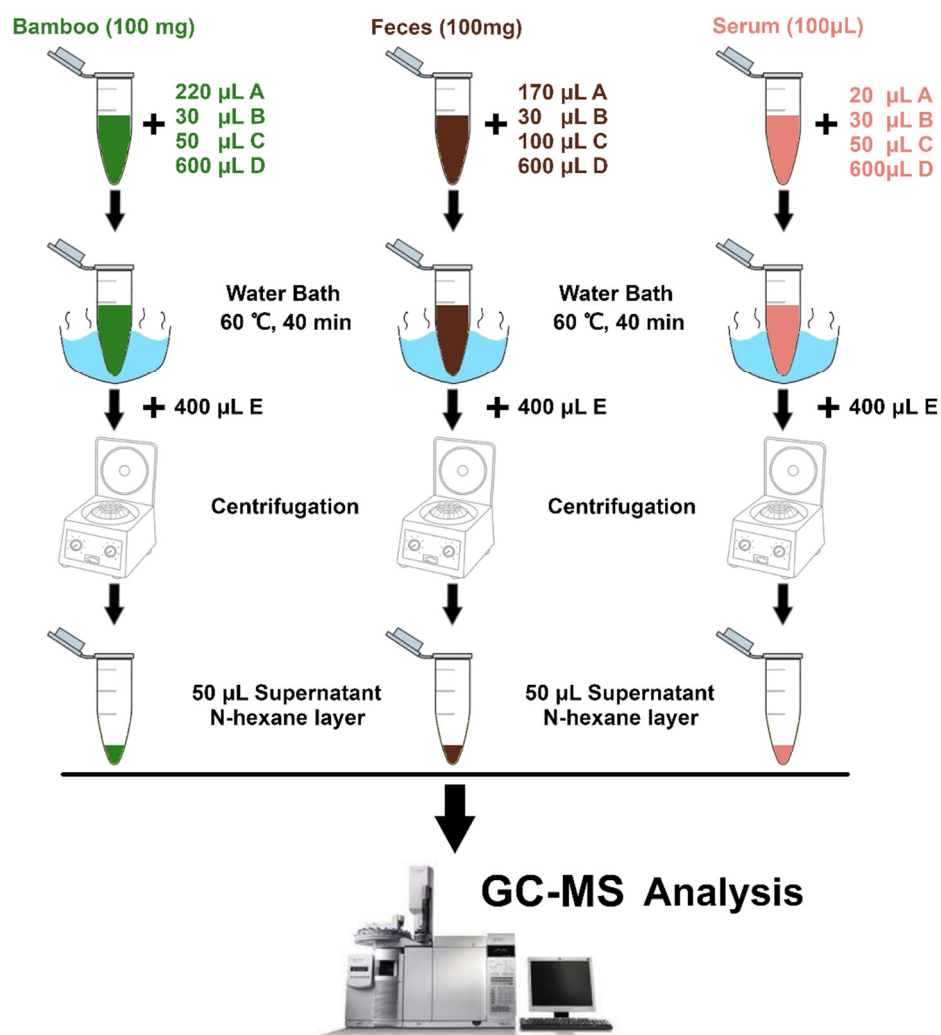 Bamboo (100 mg)
Feces (100mg)
Serum (100μL)
220 μL A
30 μL B
50 μL C
600 μL D
170 μL A
30 μL B
100 μL C
600 μL D
20 μL A
30 μL B
50 μL C
600μL D
Water Bath
60 ℃, 40 min
Water Bath
60 ℃, 40 min
+ 400 μL E
+ 400 μL E
+ 400 μL E
Centrifugation
Centrifugation
50 μL Supernatant
N-hexane layer
50 μL Supernatant
N-hexane layer
GC-MS Analysis